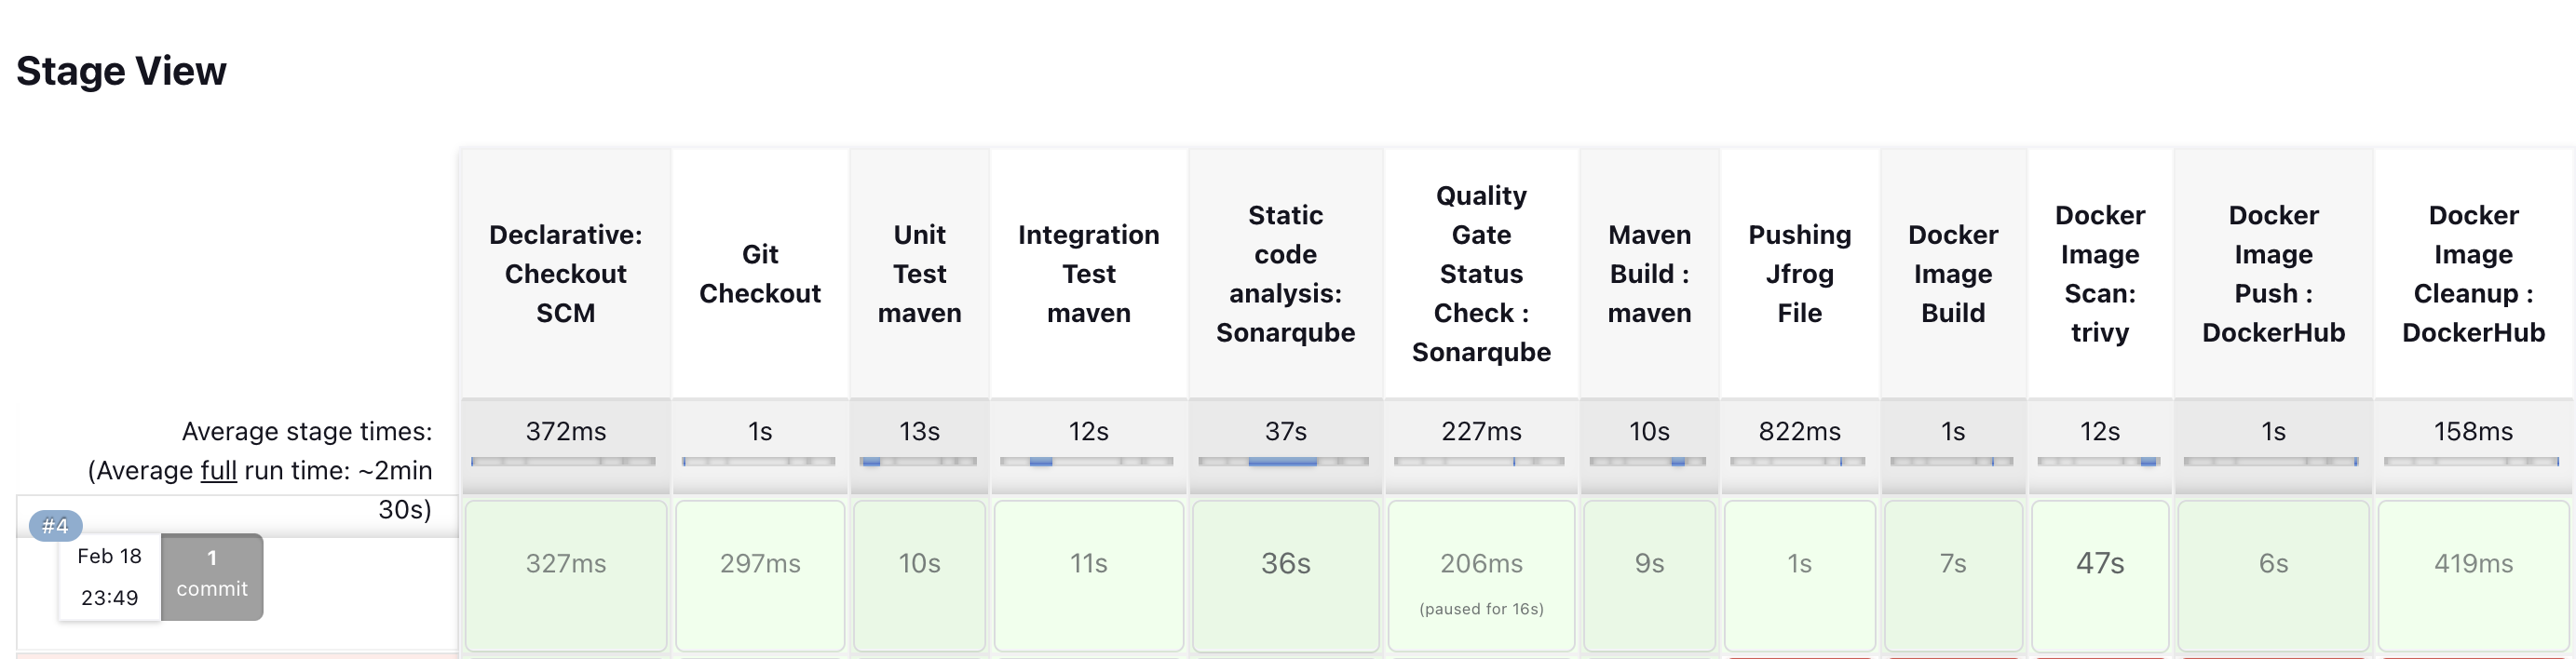 Stage View
Declarative:
Checkout
SCM
Git
Checkout
Unit
Test
maven
Integration
Test
maven
Static
code
analysis:
Sonarqube
Quality
Gate
Status
Check :
Sonarqube
Maven
Build :
maven
Pushing
Jfrog
File
Docker
Image
Build
Docker
Image
Scan:
trivy
Docker
Image
Push :
DockerHub
Docker
Image
Cleanup :
DockerHub
Average stage times:
(Average full run time: ~2min
30s)
372ms
1s
13s
12s
37s
227ms
10s
822ms
1s
12s
1s
158ms
#4
Feb 18
23:49
1
commit
327ms
297ms
10s
11s
36s
206ms
(paused for 16s)
9s
1s
7s
47s
6s
419ms